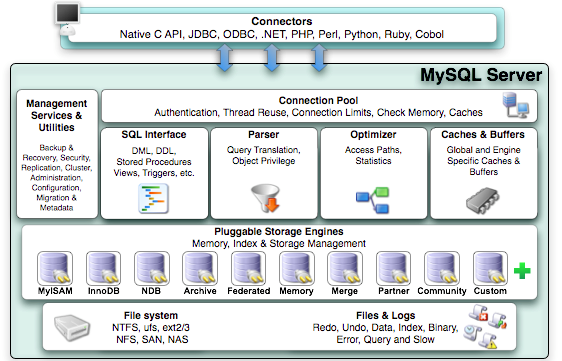 Connectors
Native C API, JDBC, ODBC, .NET, PHP, Perl, Python, Ruby, Cobol
MySQL Server
Management
Services &
Utilities
Backup &
Recovery, Security,
Replication, Cluster,
Administration,
Configuration,
Migration &
Metadata
Connection Pool
Authentication, Thread Reuse, Connection Limits, Check Memory, Caches
SQL Interface
DML, DDL,
Stored Procedures
Views, Triggers, etc.
Parser
Query Translation,
Object Privilege
Optimizer
Access Paths,
Statistics
Caches & Buffers
Global and Engine
Specific Caches &
Buffers
Pluggable Storage Engines
Memory, Index & Storage Management
MyISAM
InnoDB
NDB
Archive
Federated
Memory
Merge
Partner
Community
Custom
File system
NTFS, ufs, ext2/3
NFS, SAN, NAS
Files & Logs
Redo, Undo, Data, Index, Binary,
Error, Query and Slow